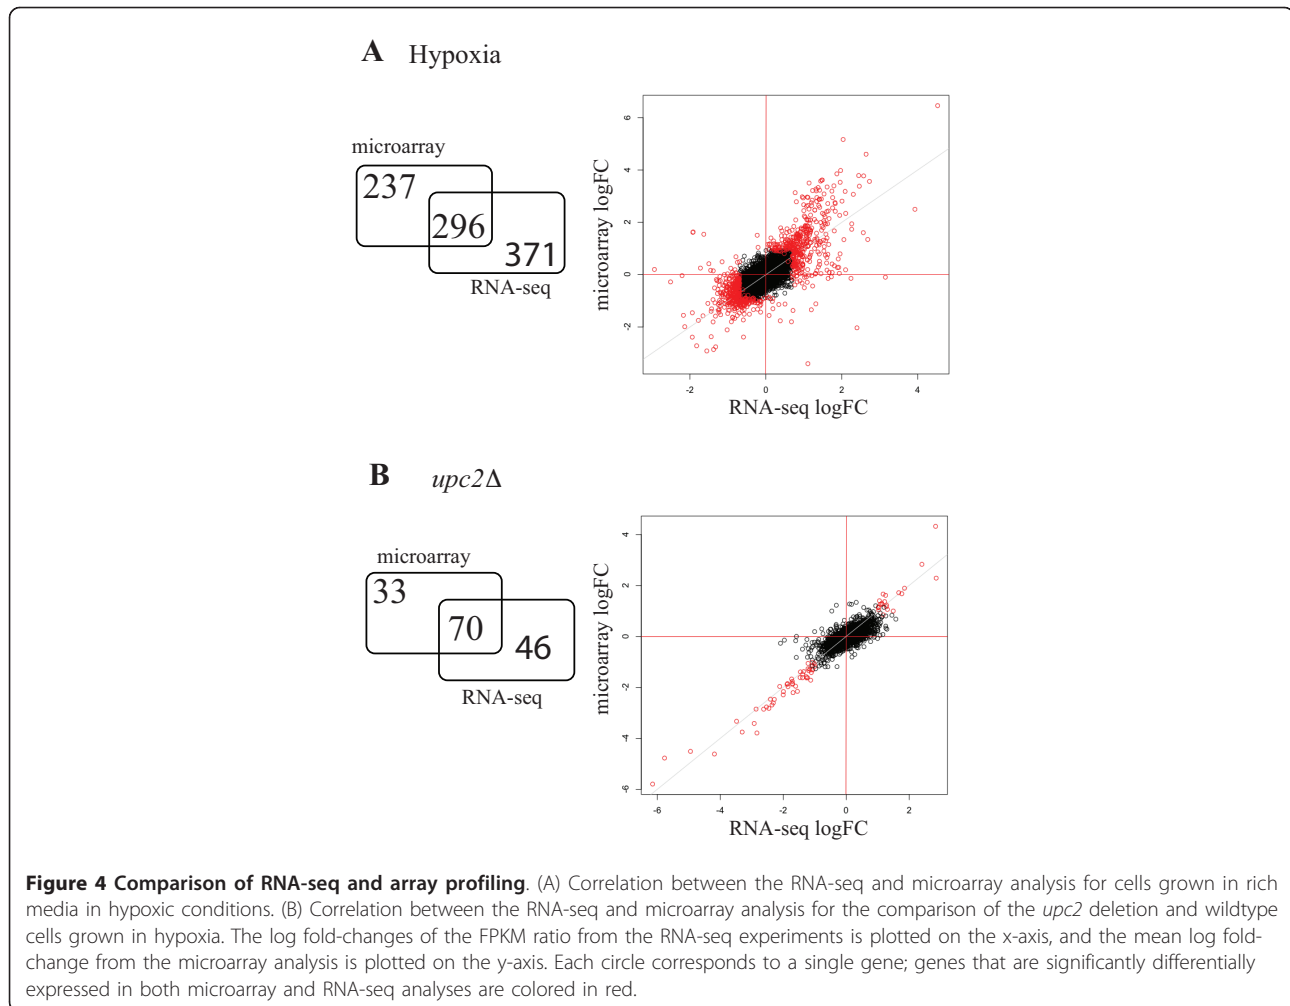 A Hypoxia
microarray
237
296
371
RNA-seq
microarray logFC
6
4
2
0
-2
-2
0
2
4
RNA-seq logFC
B upc2Δ
microarray
33
70
46
RNA-seq
microarray logFC
4
2
0
-2
-4
-6
-6
-4
-2
0
2
RNA-seq logFC
Figure 4 Comparison of RNA-seq and array profiling. (A) Correlation between the RNA-seq and microarray analysis for cells grown in rich
media in hypoxic conditions. (B) Correlation between the RNA-seq and microarray analysis for the comparison of the upc2 deletion and wildtype
cells grown in hypoxia. The log fold-changes of the FPKM ratio from the RNA-seq experiments is plotted on the x-axis, and the mean log fold-
change from the microarray analysis is plotted on the y-axis. Each circle corresponds to a single gene; genes that are significantly differentially
expressed in both microarray and RNA-seq analyses are colored in red.